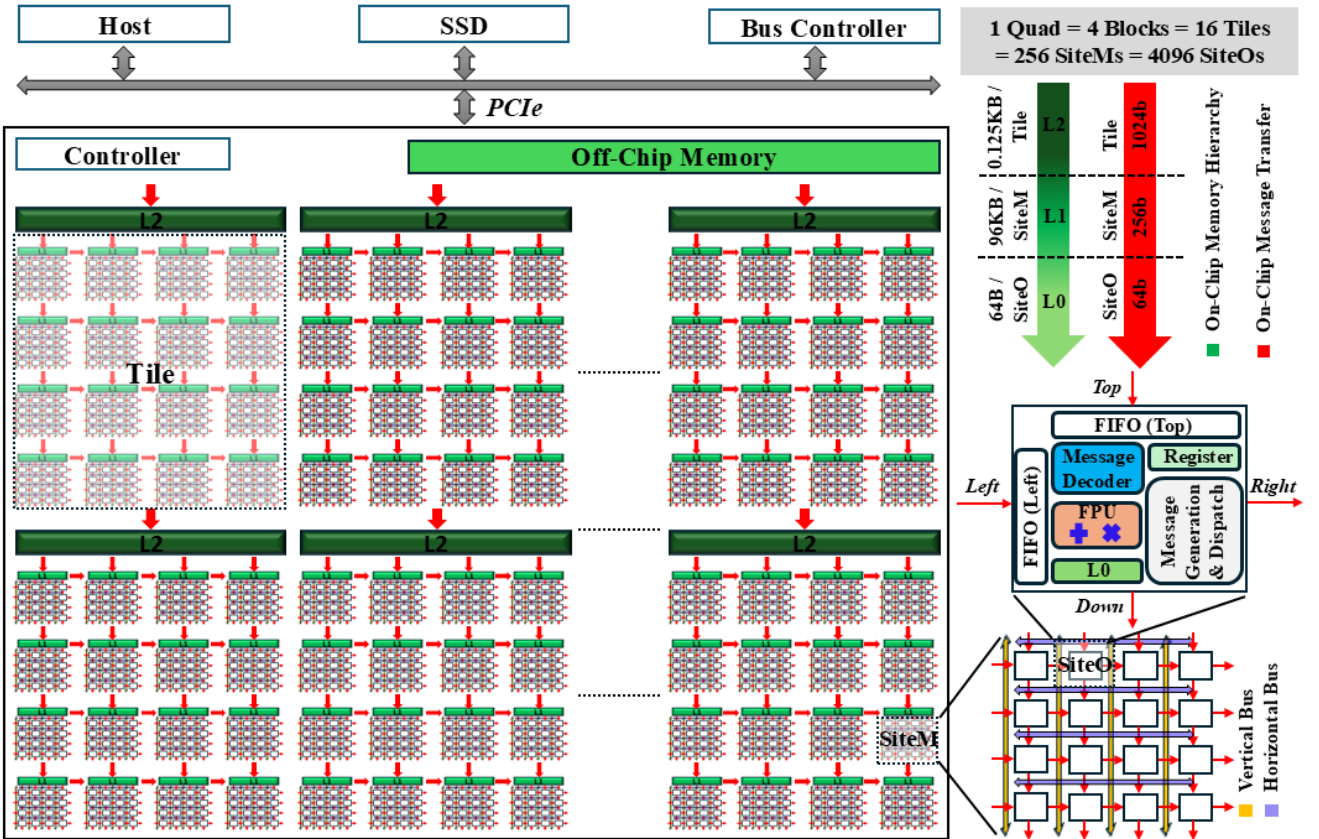 Host
SSD
Bus Controller
PCIe
Controller
Off-Chip Memory
L2
L2
L2
Tile
L2
L2
L2
SiteM
1 Quad = 4 Blocks = 16 Tiles
= 256 SiteMs = 4096 SiteOs
0.125KB /
Tile
L2
Tile
1024b
96KB /
SiteM
L1
SiteM
256b
64B /
SiteO
L0
SiteO
64b
On-Chip Memory Hierarchy
On-Chip Message Transfer
Top
FIFO (Top)
FIFO (Left)
Message
Decoder
Register
Left
Right
FPU
Message
Generation
& Dispatch
L0
Down
SiteO
Vertical Bus
Horizontal Bus